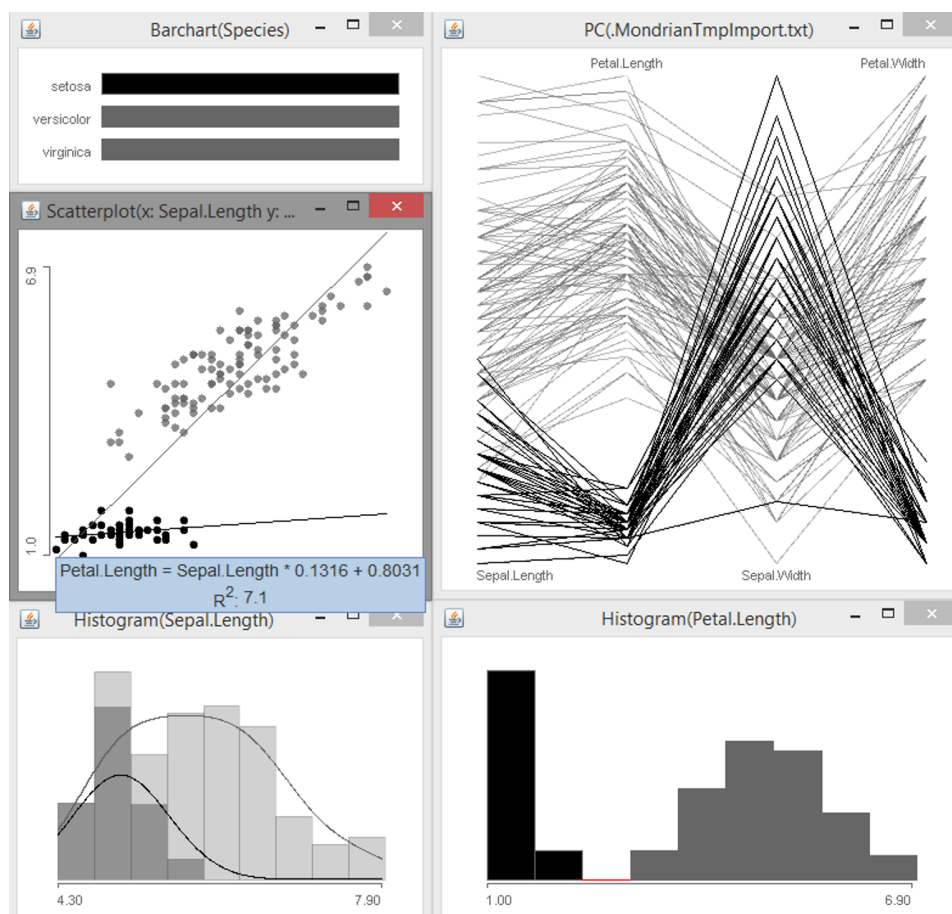 Barchart(Species)
setosa
versicolor
virginica
PC(.MondrianTmpImport.txt)
Petal.Length
Petal.Width
Sepal.Length
Sepal.Width
Scatterplot(x: Sepal.Length y: ...
6.9
1.0
Petal.Length = Sepal.Length * 0.1316 + 0.8031
R2: 7.1
Histogram(Sepal.Length)
4.30
7.90
Histogram(Petal.Length)
1.00
6.90